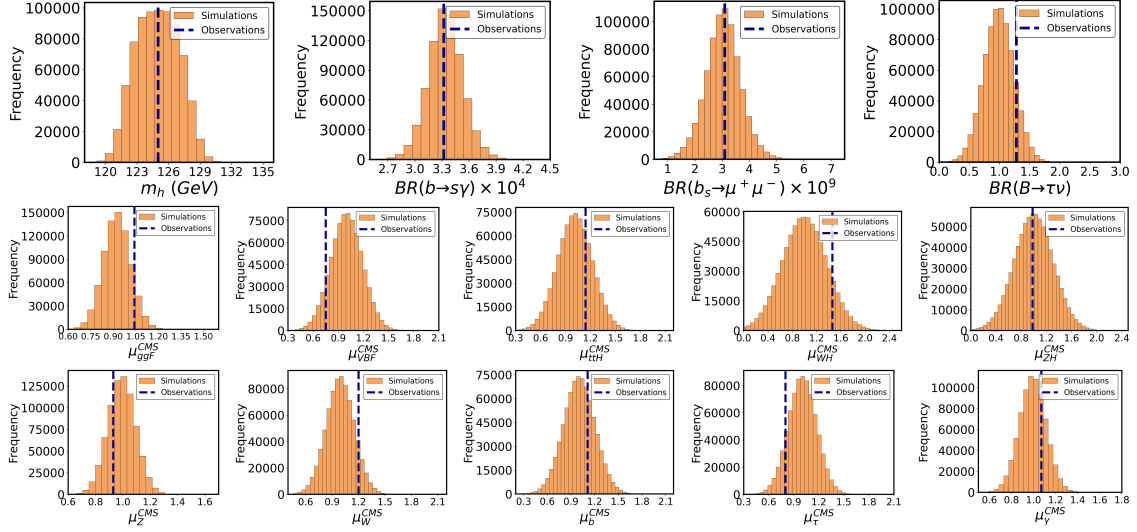 Frequency
100000
80000
60000
40000
20000
0
Simulations
Observations
120 123 126 129 132 135
m_h (GeV)
Frequency
150000
120000
90000
60000
30000
0
Simulations
Observations
2.7 3.0 3.3 3.6 3.9 4.2 4.5
BR(b→sγ) × 10^4
Frequency
100000
80000
60000
40000
20000
0
Simulations
Observations
1 2 3 4 5 6 7
BR(b_s→μ^+μ^−) × 10^9
Frequency
100000
80000
60000
40000
20000
0
Simulations
Observations
0.0 0.5 1.0 1.5 2.0 2.5 3.0
BR(B→τν)
Frequency
150000
120000
90000
60000
30000
0
Simulations
Observations
0.60 0.75 0.90 1.05 1.20 1.35 1.50
μ_ggF^CMS
Frequency
75000
60000
45000
30000
15000
0
Simulations
Observations
0.3 0.6 0.9 1.2 1.5 1.8 2.1
μ_VBF^CMS
Frequency
75000
60000
45000
30000
15000
0
Simulations
Observations
0.3 0.6 0.9 1.2 1.5 1.8 2.1
μ_ttH^CMS
Frequency
60000
45000
30000
15000
0
Simulations
Observations
0.0 0.4 0.8 1.2 1.6 2.0 2.4
μ_WH^CMS
Frequency
50000
40000
30000
20000
10000
0
Simulations
Observations
0.0 0.4 0.8 1.2 1.6 2.0 2.4
μ_ZH^CMS
Frequency
125000
100000
75000
50000
25000
0
Simulations
Observations
0.6 0.8 1.0 1.2 1.4 1.6
μ_Z^CMS
Frequency
80000
60000
40000
20000
0
Simulations
Observations
0.3 0.6 0.9 1.2 1.5 1.8 2.1
μ_W^CMS
Frequency
75000
60000
45000
30000
15000
0
Simulations
Observations
0.3 0.6 0.9 1.2 1.5 1.8 2.1
μ_b^CMS
Frequency
80000
60000
40000
20000
0
Simulations
Observations
0.3 0.6 0.9 1.2 1.5 1.8 2.1
μ_τ^CMS
Frequency
100000
80000
60000
40000
20000
0
Simulations
Observations
0.6 0.8 1.0 1.2 1.4 1.6 1.8
μ_γ^CMS